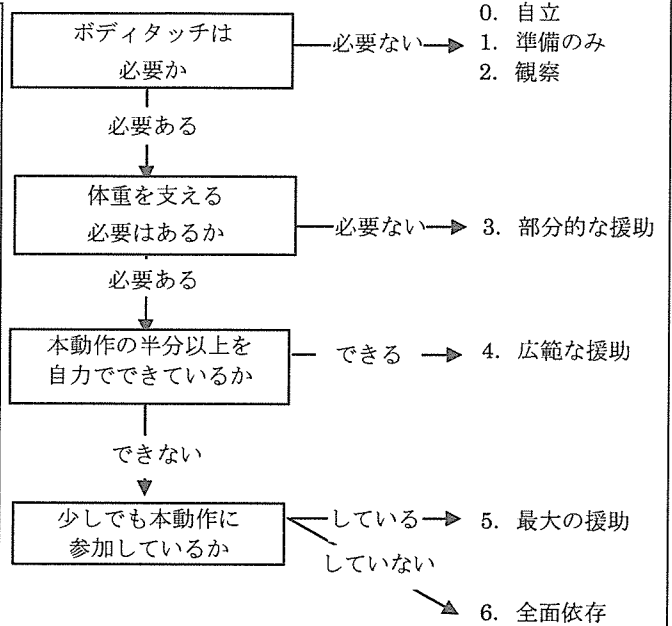 ボディタッチは
必要か
必要ない
0. 自立
1. 準備のみ
2. 観察
必要ある
体重を支える
必要はあるか
必要ない
3. 部分的な援助
必要ある
本動作の半分以上を
自力でできているか
できる
4. 広範な援助
できない
少しでも本動作に
参加しているか
している
5. 最大の援助
していない
6. 全面依存